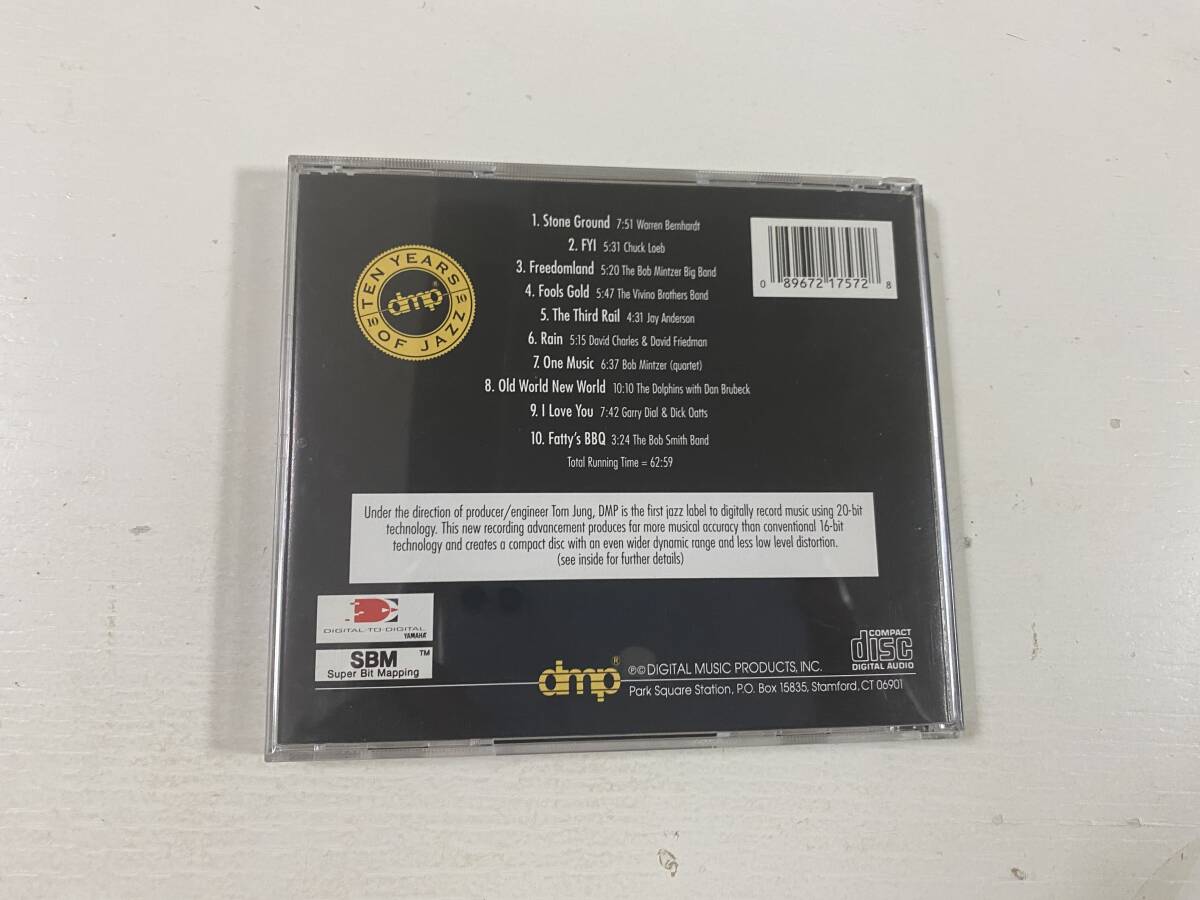 1. Stone Ground 7:51 Warren Bernhardt
2. FYI 5:31 Chuck Loeb
3. Freedomland 5:20 The Bob Mintzer Big Band
4. Fools Gold 5:47 The Vivino Brothers Band
5. The Third Rail 4:31 Jay Anderson
6. Rain 5:15 David Charles & David Friedman
7. One Music 6:37 Bob Mintzer (quartet)
8. Old World New World 10:10 The Dolphins with Dan Brubeck
9. I Love You 7:42 Garry Dial & Dick Oatts
10. Fatty's BBQ 3:24 The Bob Smith Band
Total Running Time = 62:59
TEN YEARS
10 dmp® 10
OF JAZZ
0 89672 17572 8
Under the direction of producer/engineer Tom Jung, DMP is the first jazz label to digitally record music using 20-bit
technology. This new recording advancement produces far more musical accuracy than conventional 16-bit
technology and creates a compact disc with an even wider dynamic range and less low level distortion.
(see inside for further details)
DIGITAL-TO-DIGITAL
YAMAHA
SBM™
Super Bit Mapping
dmp®
℗©DIGITAL MUSIC PRODUCTS, INC.
Park Square Station, P.O. Box 15835, Stamford, CT 06901
COMPACT
disc
DIGITAL AUDIO